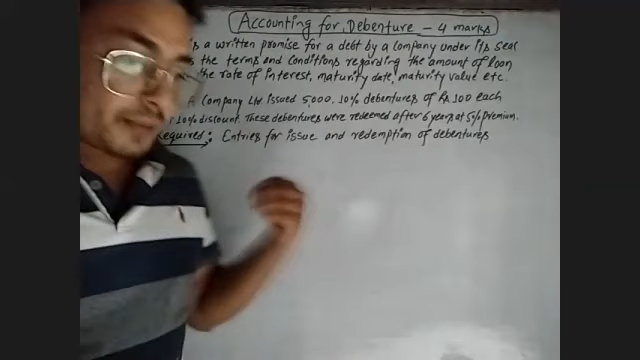 Accounting for Debenture - 4 marks
is a written promise for a debt by a company under its seal
the terms and conditions regarding the amount of loan
the rate of interest, maturity date, maturity value etc.
A Company Ltd. issued 5,000, 10% debentures of Rs 100 each
10% discount. These debentures were redeemed after 6 years at 5% premium.
Required: Entries for issue and redemption of debentures